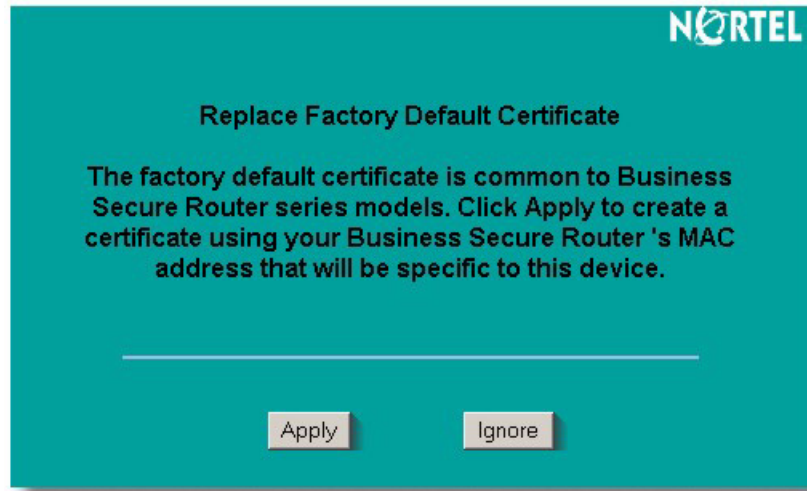 NORTEL
Replace Factory Default Certificate
The factory default certificate is common to Business
Secure Router series models. Click Apply to create a
certificate using your Business Secure Router 's MAC
address that will be specific to this device.
Apply
Ignore